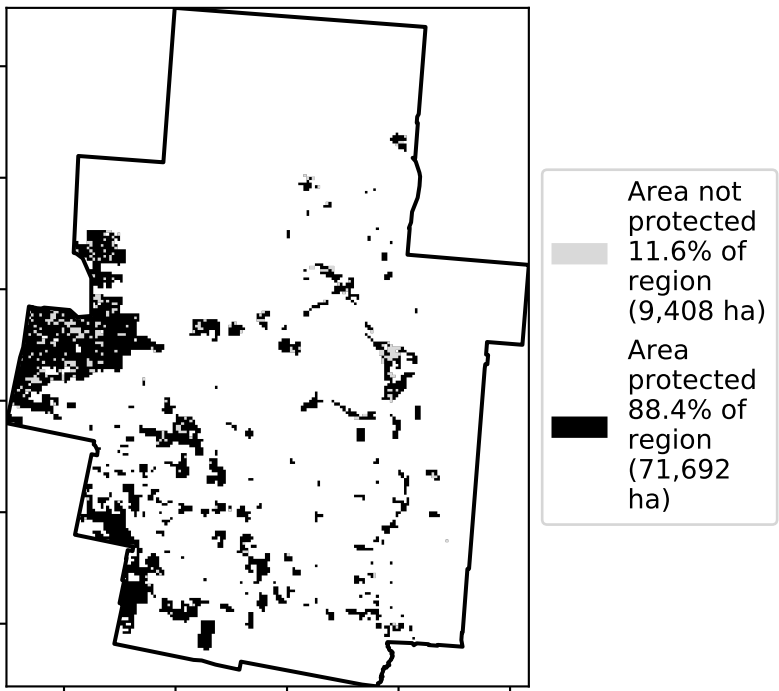 Area not
protected
11.6% of
region
(9,408 ha)
Area
protected
88.4% of
region
(71,692
ha)